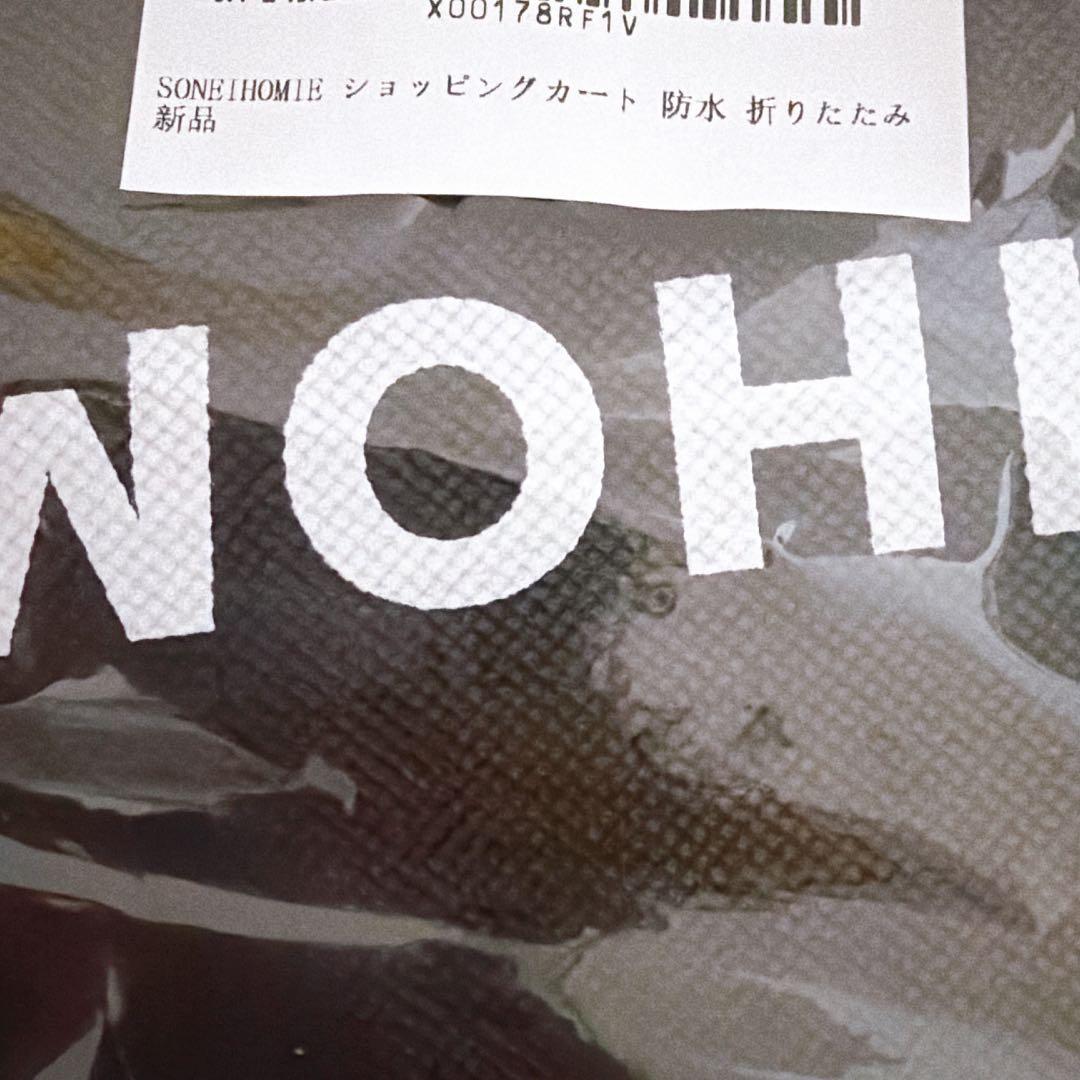 X00178RF1V
SONEIHOMIE ショッピングカート 防水 折りたたみ
新品
NOH